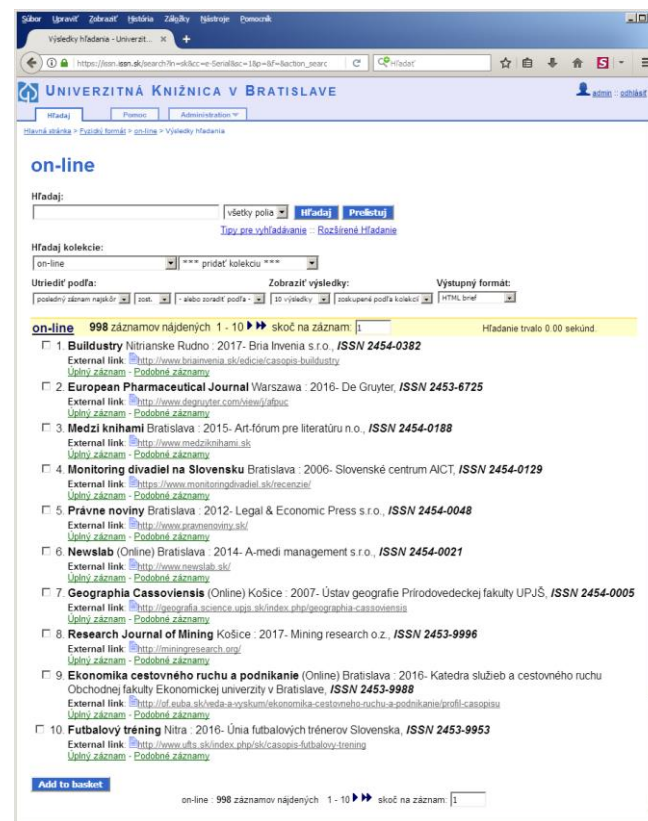 Súbor Upraviť Zobraziť História Záložky Nástroje Pomocník
Výsledky hľadania - Univerzit... × +
https://issn.issn.sk/search?ln=sk&cc=e-Serial&sc=1&p=&f=&action_searc Hľadať
UNIVERZITNÁ KNIŽNICA V BRATISLAVE
admin :: odhlásiť
Hľadaj Pomoc Administration
Hlavná stránka > Fyzický formát > on-line > Výsledky hľadania
on-line
Hľadaj:
všetky polia Hľadaj Prelistuj
Tipy pre vyhľadávanie :: Rozšírené Hľadanie
Hľadaj kolekcie:
on-line *** pridať kolekciu ***
Utriediť podľa: Zobraziť výsledky: Výstupný formát:
posledný záznam najskôr zost. - alebo zoradiť podľa - 10 výsledky zoskupené podľa kolekcií HTML brief
on-line 998 záznamov nájdených 1 - 10 skoč na záznam: 1 Hľadanie trvalo 0.00 sekúnd.
1. Buildustry Nitrianske Rudno : 2017- Bria Invenia s.r.o., ISSN 2454-0382
External link: http://www.briainvenia.sk/edicie/casopis-buildustry
Úplný záznam - Podobné záznamy
2. European Pharmaceutical Journal Warszawa : 2016- De Gruyter, ISSN 2453-6725
External link: http://www.degruyter.com/view/j/afpuc
Úplný záznam - Podobné záznamy
3. Medzi knihami Bratislava : 2015- Art-fórum pre literatúru n.o., ISSN 2454-0188
External link: http://www.medziknihami.sk
Úplný záznam - Podobné záznamy
4. Monitoring divadiel na Slovensku Bratislava : 2006- Slovenské centrum AICT, ISSN 2454-0129
External link: https://www.monitoringdivadiel.sk/recenzie/
Úplný záznam - Podobné záznamy
5. Právne noviny Bratislava : 2012- Legal & Economic Press s.r.o., ISSN 2454-0048
External link: http://www.pravnenoviny.sk/
Úplný záznam - Podobné záznamy
6. Newslab (Online) Bratislava : 2014- A-medi management s.r.o., ISSN 2454-0021
External link: http://www.newslab.sk/
Úplný záznam - Podobné záznamy
7. Geographia Cassoviensis (Online) Košice : 2007- Ústav geografie Prírodovedeckej fakulty UPJŠ, ISSN 2454-0005
External link: http://geografia.science.upjs.sk/index.php/geographia-cassoviensis
Úplný záznam - Podobné záznamy
8. Research Journal of Mining Košice : 2017- Mining research o.z., ISSN 2453-9996
External link: http://miningresearch.org/
Úplný záznam - Podobné záznamy
9. Ekonomika cestovného ruchu a podnikanie (Online) Bratislava : 2016- Katedra služieb a cestovného ruchu
Obchodnej fakulty Ekonomickej univerzity v Bratislave, ISSN 2453-9988
External link: http://of.euba.sk/veda-a-vyskum/ekonomika-cestovneho-ruchu-a-podnikanie/profil-casopisu
Úplný záznam - Podobné záznamy
10. Futbalový tréning Nitra : 2016- Únia futbalových trénerov Slovenska, ISSN 2453-9953
External link: http://www.ufts.sk/index.php/sk/casopis-futbalovy-trening
Úplný záznam - Podobné záznamy
Add to basket
on-line : 998 záznamov nájdených 1 - 10 skoč na záznam: 1